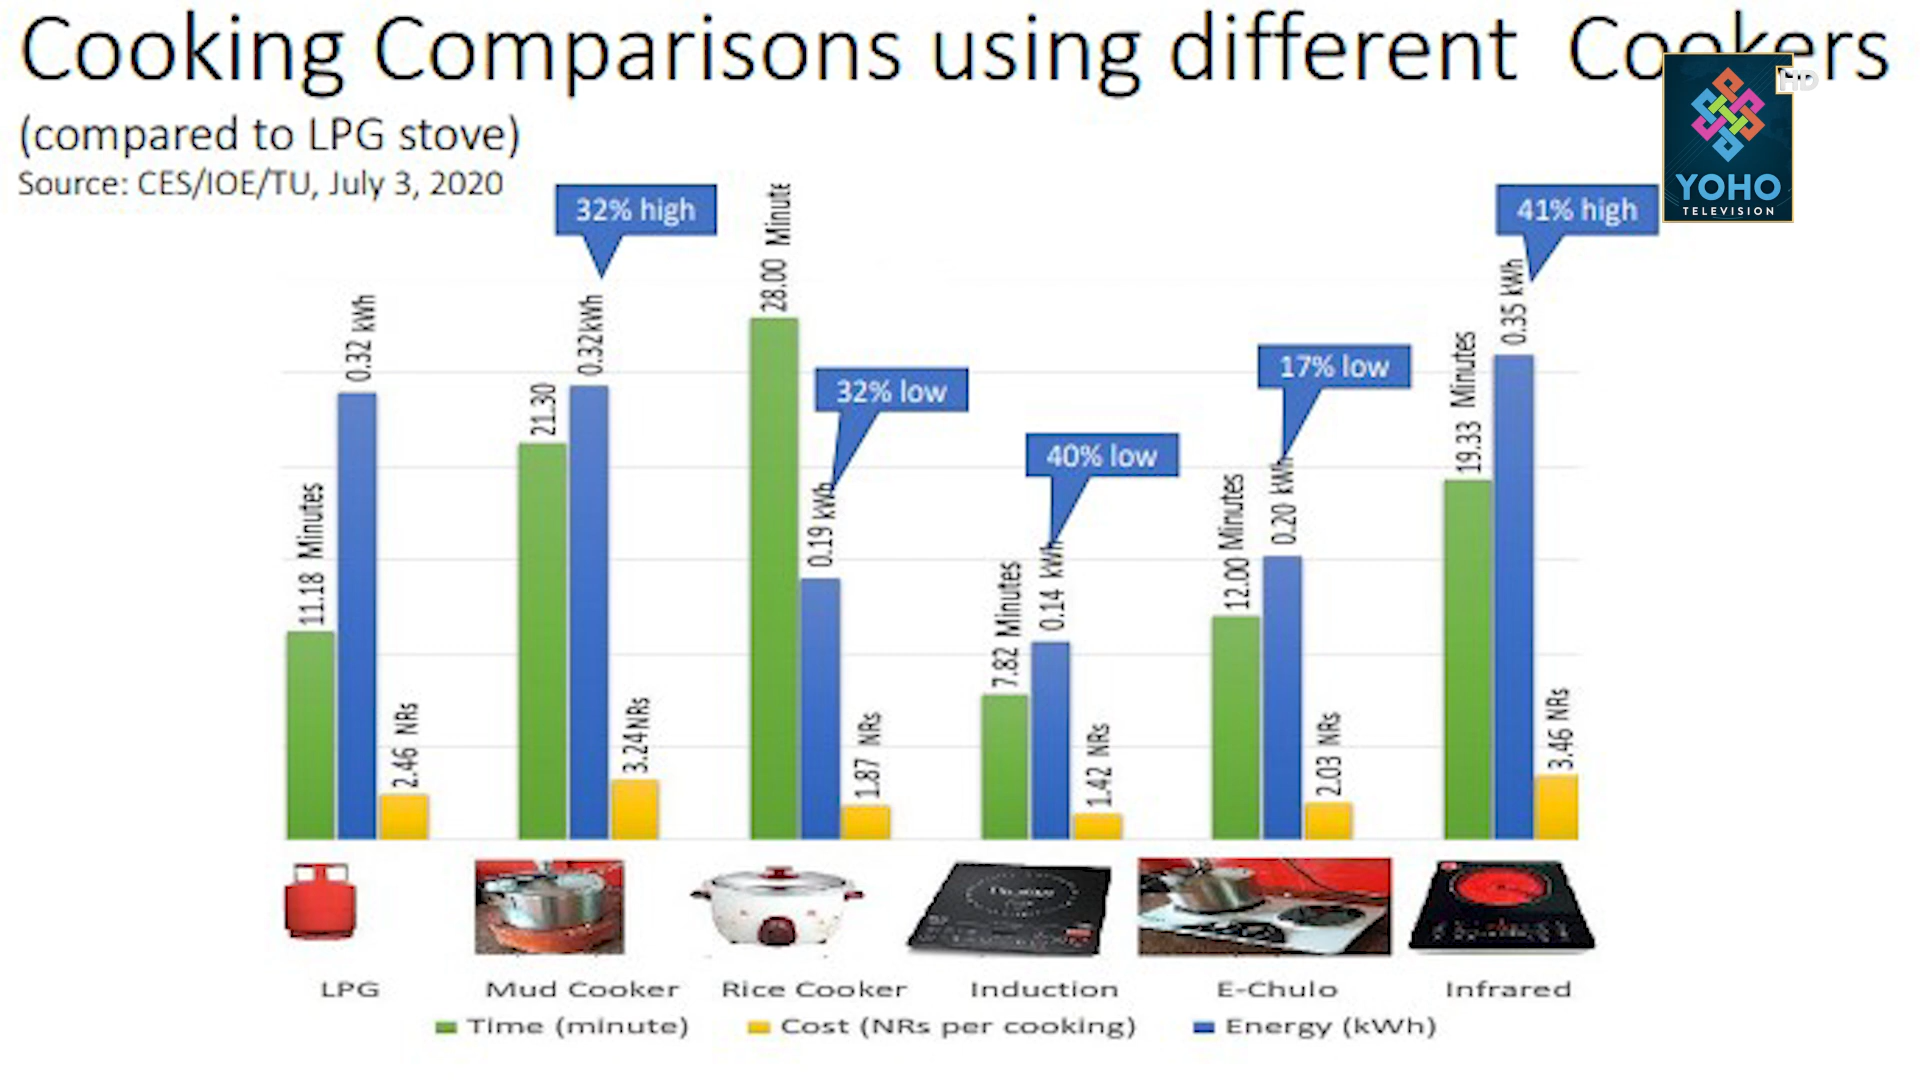 Cooking Comparisons using different Cookers
(compared to LPG stove)
Source: CES/IOE/TU, July 3, 2020
HD
YOHO
TELEVISION
32% high
32% low
40% low
17% low
41% high
11.18 Minutes
0.32 kWh
2.46 NRs
21.30
0.32kWh
3.24NRs
28.00 Minute
0.19 kWh
1.87 NRs
7.82 Minutes
0.14 kWh
1.42 NRs
12.00 Minutes
0.20 kWh
2.03 NRs
19.33 Minutes
0.35 kWh
3.46 NRs
LPG Mud Cooker Rice Cooker Induction E-Chulo Infrared
Time (minute) Cost (NRs per cooking) Energy (kWh)